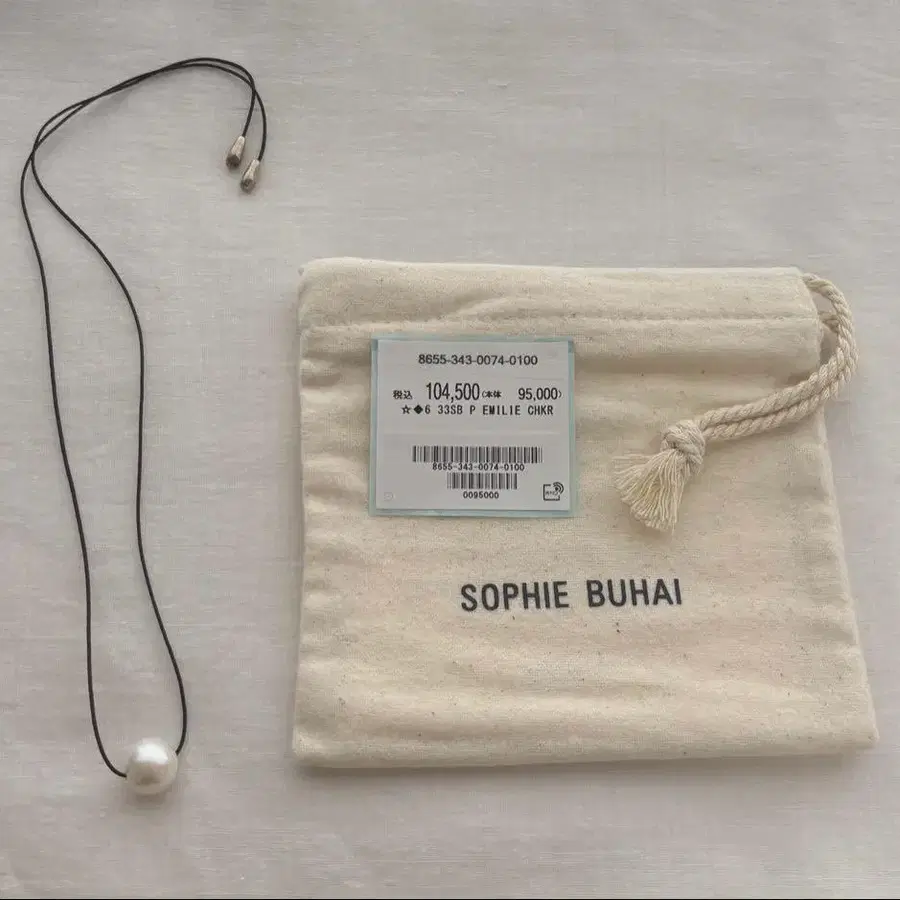 8655-343-0074-0100
税込 104,500(本体 95,000)
☆◆6 33SB P EMILIE CHKR
8655-343-0074-0100
0095000
SOPHIE BUHAI